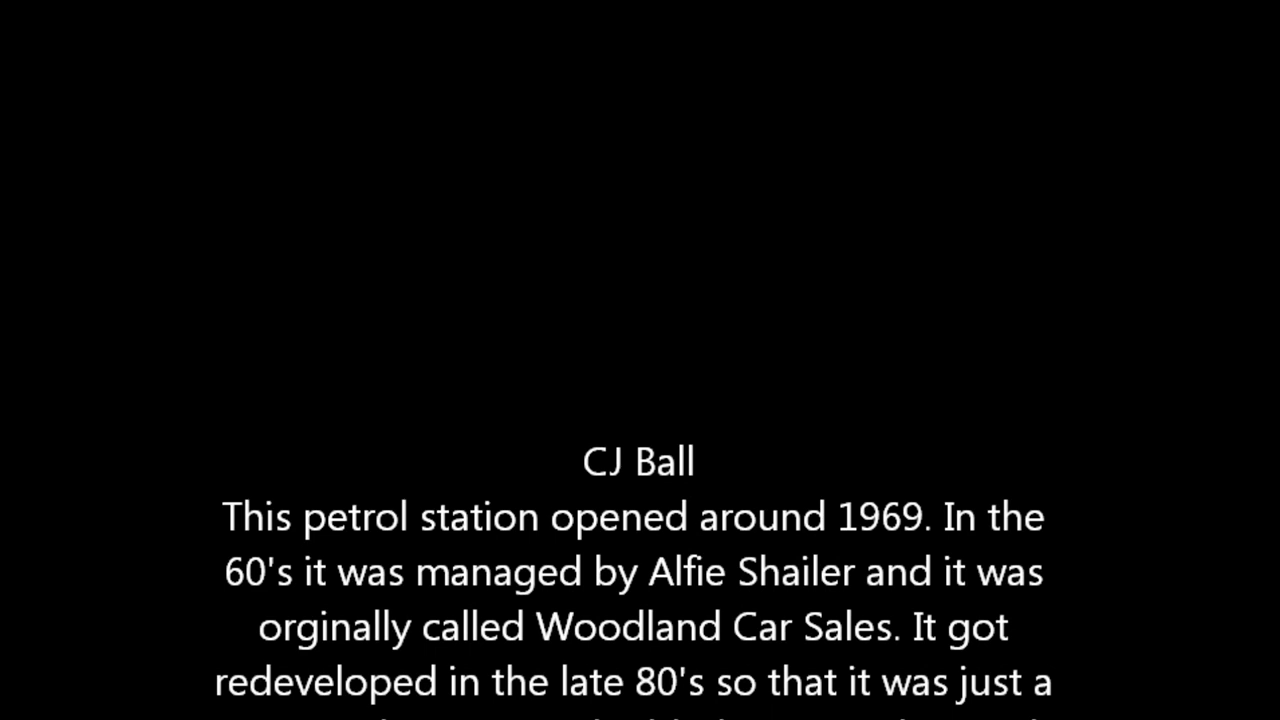 CJ Ball
This petrol station opened around 1969. In the
60's it was managed by Alfie Shailer and it was
orginally called Woodland Car Sales. It got
redeveloped in the late 80's so that it was just a